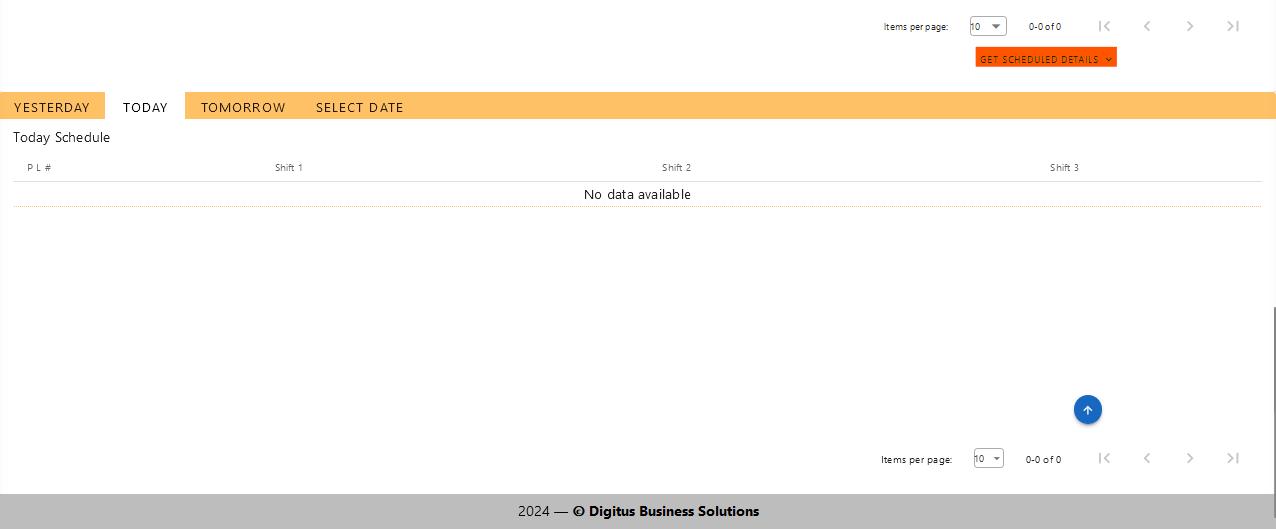 Items per page: 10 0-0 of 0
GET SCHEDULED DETAILS
YESTERDAY TODAY TOMORROW SELECT DATE
Today Schedule
P L # Shift 1 Shift 2 Shift 3
No data available
Items per page: 10 0-0 of 0
2024 — © Digitus Business Solutions